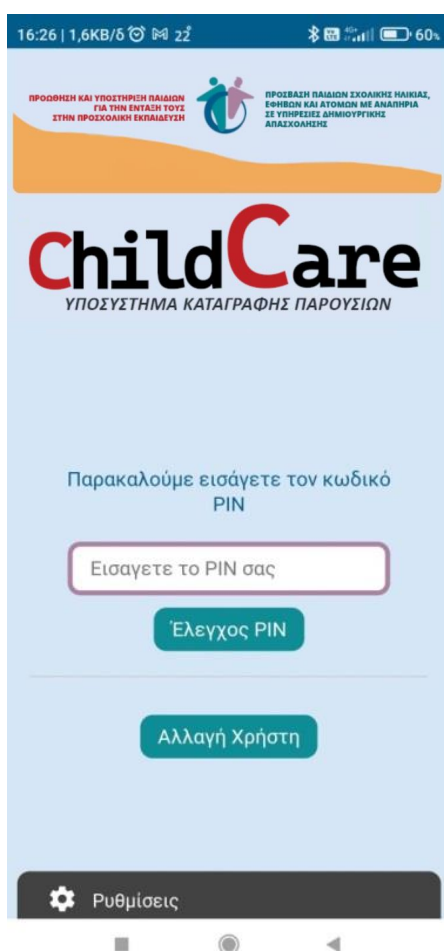 16:26 | 1,6KB/δ
22
60%
ΠΡΟΩΘΗΣΗ ΚΑΙ ΥΠΟΣΤΗΡΙΞΗ ΠΑΙΔΙΩΝ
ΓΙΑ ΤΗΝ ΕΝΤΑΞΗ ΤΟΥΣ
ΣΤΗΝ ΠΡΟΣΧΟΛΙΚΗ ΕΚΠΑΙΔΕΥΣΗ
ΠΡΟΣΒΑΣΗ ΠΑΙΔΙΩΝ ΣΧΟΛΙΚΗΣ ΗΛΙΚΙΑΣ,
ΕΦΗΒΩΝ ΚΑΙ ΑΤΟΜΩΝ ΜΕ ΑΝΑΠΗΡΙΑ
ΣΕ ΥΠΗΡΕΣΙΕΣ ΔΗΜΙΟΥΡΓΙΚΗΣ
ΑΠΑΣΧΟΛΗΣΗΣ
ChildCare
ΥΠΟΣΥΣΤΗΜΑ ΚΑΤΑΓΡΑΦΗΣ ΠΑΡΟΥΣΙΩΝ
Παρακαλούμε εισάγετε τον κωδικό
PIN
Εισαγετε το PIN σας
Έλεγχος PIN
Αλλαγή Χρήστη
Ρυθμίσεις